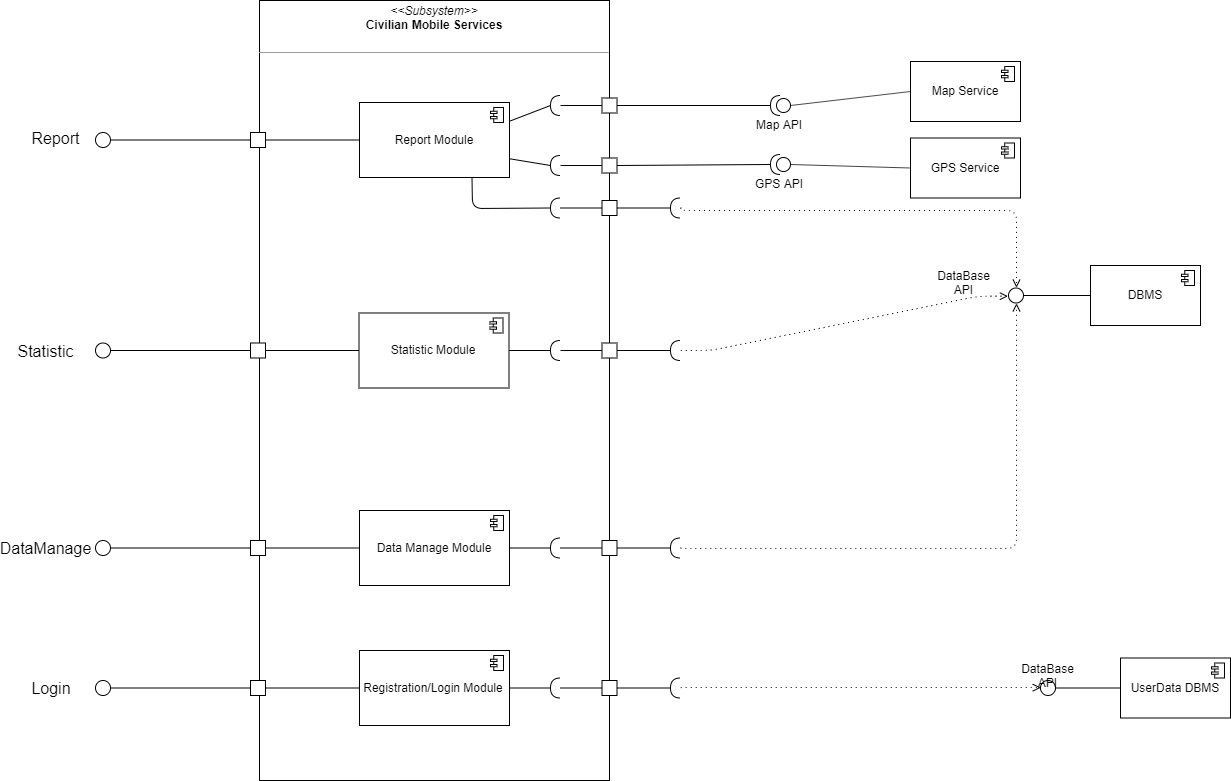 <<Subsystem>>
Civilian Mobile Services
Map Service
Map API
Report
Report Module
GPS Service
GPS API
DataBase
API
DBMS
Statistic
Statistic Module
DataManage
Data Manage Module
DataBase
API
Login
Registration/Login Module
UserData DBMS